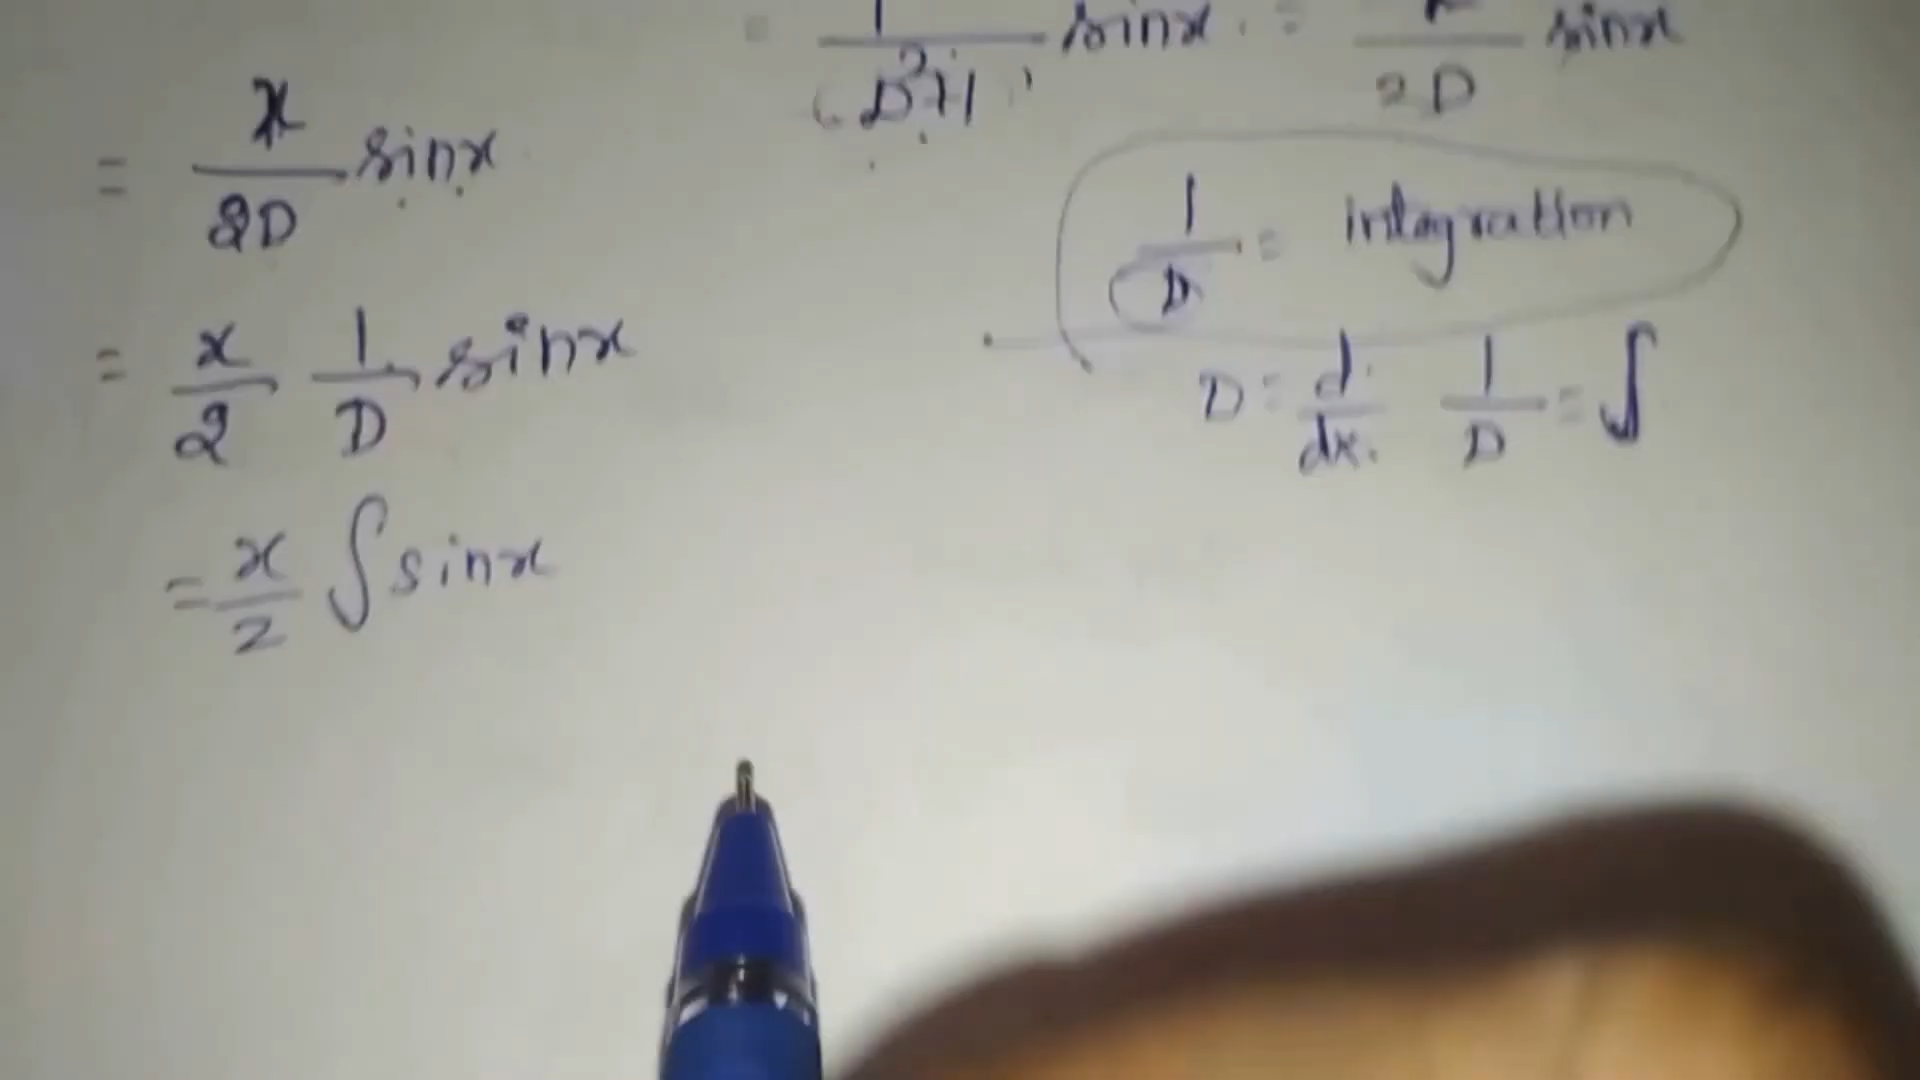 = 1/(D²+1) sinx. = /2D sinx
= x/2D sinx
1/D = integration
= x/2 1/D sinx
D = d/dx. 1/D = ∫
= x/2 ∫ sinx